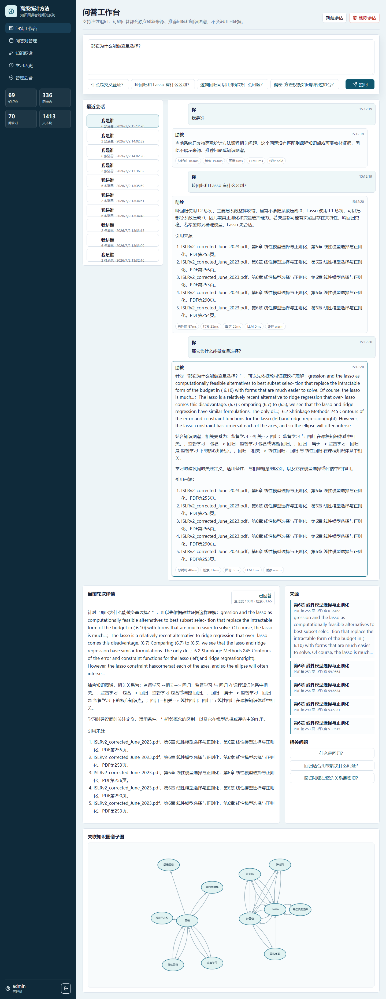 高级统计方法
知识图谱智能问答系统
问答工作台
问答对管理
知识图谱
学习历史
管理后台
69
知识点
336
图谱边
70
问答对
1413
文本块
admin
管理员
问答工作台
支持连续追问；每轮回答都会独立刷新来源、推荐问题和知识图谱，不会沿用旧证据。
新建会话
删除会话
那它为什么能做变量选择？
什么是交叉验证？
岭回归和 Lasso 有什么区别？
逻辑回归可以用来解决什么问题？
偏差-方差权衡如何解释过拟合？
提问
最近会话
我是谁
6 条消息 · 2026/7/2 15:12:20
我是谁
2 条消息 · 2026/7/2 14:02:32
我是谁
6 条消息 · 2026/7/2 14:02:28
我是谁
2 条消息 · 2026/7/2 13:36:02
我是谁
6 条消息 · 2026/7/2 13:35:59
我是谁
2 条消息 · 2026/7/2 13:34:51
我是谁
6 条消息 · 2026/7/2 13:34:48
我是谁
2 条消息 · 2026/7/2 13:33:13
我是谁
6 条消息 · 2026/7/2 13:33:09
我是谁
2 条消息 · 2026/7/2 13:32:16
你
15:12:19
我是谁
助教
15:12:19
当前系统只支持高级统计方法课程相关问题。这个问题没有匹配到课程知识点或可靠教材证据，因
此不展示来源、推荐问题或知识图谱。
总耗时 163ms
检索 153ms
图谱 0ms
LLM 0ms
缓存 cold
你
15:12:19
岭回归和 Lasso 有什么区别？
助教
15:12:20
岭回归使用 L2 惩罚，主要把系数整体收缩，通常不会把系数压成 0；Lasso 使用 L1 惩罚，可以把
部分系数压成 0，因此兼具正则化和变量选择能力。若变量都可能有贡献且存在共线性，岭回归更
稳；若希望得到稀疏模型，Lasso 更合适。
引用来源：
1. ISLRv2_corrected_June_2023.pdf，第6章 线性模型选择与正则化，第6章 线性模型选择与正则
化，PDF第255页。
2. ISLRv2_corrected_June_2023.pdf，第6章 线性模型选择与正则化，第6章 线性模型选择与正则
化，PDF第256页。
3. ISLRv2_corrected_June_2023.pdf，第6章 线性模型选择与正则化，第6章 线性模型选择与正则
化，PDF第253页。
4. ISLRv2_corrected_June_2023.pdf，第6章 线性模型选择与正则化，第6章 线性模型选择与正则
化，PDF第290页。
5. ISLRv2_corrected_June_2023.pdf，第6章 线性模型选择与正则化，第6章 线性模型选择与正则
化，PDF第254页。
总耗时 87ms
检索 25ms
图谱 55ms
LLM 0ms
缓存 warm
你
15:12:20
那它为什么能做变量选择？
助教
15:12:20
针对“那它为什么能做变量选择？”，可以先依据教材证据这样理解：gression and the lasso as
computationally feasible alternatives to best subset selec- tion that replace the intractable
form of the budget in ( 6.10) with forms that are much easier to solve. Of course, the lasso
is much...；The lasso is a relatively recent alternative to ridge regression that over- lasso
comes this disadvantage. (6.7) Comparing (6.7) to (6.5), we see that the lasso and ridge
regression have similar formulations. The only di...；6.2 Shrinkage Methods 245 Contours of
the error and constraint functions for the lasso (left)and ridge regression(right). However,
the lasso constraint hascornersat each of the axes, and so the ellipse will often interse...
结合知识图谱，相关关系为：监督学习 --相关--> 回归：监督学习 与 回归 在课程知识体系中相
关。；监督学习 --包含--> 回归：监督学习 包含或统摄 回归。；回归 --属于--> 监督学习：回归
是 监督学习 下的核心知识点。；回归 --相关--> 线性回归：回归 与 线性回归 在课程知识体系中相
关。
学习时建议同时关注定义、适用条件、与相邻概念的区别，以及它在模型选择或评估中的作用。
引用来源：
1. ISLRv2_corrected_June_2023.pdf，第6章 线性模型选择与正则化，第6章 线性模型选择与正则
化，PDF第255页。
2. ISLRv2_corrected_June_2023.pdf，第6章 线性模型选择与正则化，第6章 线性模型选择与正则
化，PDF第253页。
3. ISLRv2_corrected_June_2023.pdf，第6章 线性模型选择与正则化，第6章 线性模型选择与正则
化，PDF第256页。
4. ISLRv2_corrected_June_2023.pdf，第6章 线性模型选择与正则化，第6章 线性模型选择与正则
化，PDF第290页。
5. ISLRv2_corrected_June_2023.pdf，第6章 线性模型选择与正则化，第6章 线性模型选择与正则
化，PDF第253页。
总耗时 40ms
检索 31ms
图谱 3ms
LLM 1ms
缓存 warm
当前轮次详情
已回答
置信度 100% · 检索 61.65
针对“那它为什么能做变量选择？”，可以先依据教材证据这样理解：gression and the lasso as
computationally feasible alternatives to best subset selec- tion that replace the intractable
form of the budget in ( 6.10) with forms that are much easier to solve. Of course, the lasso
is much...；The lasso is a relatively recent alternative to ridge regression that over- lasso
comes this disadvantage. (6.7) Comparing (6.7) to (6.5), we see that the lasso and ridge
regression have similar formulations. The only di...；6.2 Shrinkage Methods 245 Contours
of the error and constraint functions for the lasso (left)and ridge regression(right).
However, the lasso constraint hascornersat each of the axes, and so the ellipse will often
interse...
结合知识图谱，相关关系为：监督学习 --相关--> 回归：监督学习 与 回归 在课程知识体系中相
关。；监督学习 --包含--> 回归：监督学习 包含或统摄 回归。；回归 --属于--> 监督学习：回归
是 监督学习 下的核心知识点。；回归 --相关--> 线性回归：回归 与 线性回归 在课程知识体系中相
关。
学习时建议同时关注定义、适用条件、与相邻概念的区别，以及它在模型选择或评估中的作用。
引用来源：
1. ISLRv2_corrected_June_2023.pdf，第6章 线性模型选择与正则化，第6章 线性模型选择与正则
化，PDF第255页。
2. ISLRv2_corrected_June_2023.pdf，第6章 线性模型选择与正则化，第6章 线性模型选择与正则
化，PDF第253页。
3. ISLRv2_corrected_June_2023.pdf，第6章 线性模型选择与正则化，第6章 线性模型选择与正则
化，PDF第256页。
4. ISLRv2_corrected_June_2023.pdf，第6章 线性模型选择与正则化，第6章 线性模型选择与正则
化，PDF第290页。
5. ISLRv2_corrected_June_2023.pdf，第6章 线性模型选择与正则化，第6章 线性模型选择与正则
化，PDF第253页。
来源
第6章 线性模型选择与正则化
PDF 第 255 页 · 相关度 61.6462
gression and the lasso as
computationally feasible alternatives to
best subset selec- tion that replace the
intractable form of the budget in (
6.10) with forms that are much easier
to solve. Of course, the lasso is much...
第6章 线性模型选择与正则化
PDF 第 253 页 · 相关度 59.9664
第6章 线性模型选择与正则化
PDF 第 256 页 · 相关度 59.6634
第6章 线性模型选择与正则化
PDF 第 290 页 · 相关度 53.5831
第6章 线性模型选择与正则化
PDF 第 253 页 · 相关度 51.9515
相关问题
什么是回归？
回归适合用来解决什么问题？
回归和哪些概念关系最密切？
关联知识图谱子图
逻辑回归
弹性网
正则化
非线性建模
Lasso
最佳子集选择
残差平方和
回归
岭回归
回归系数
线性回归
监督学习